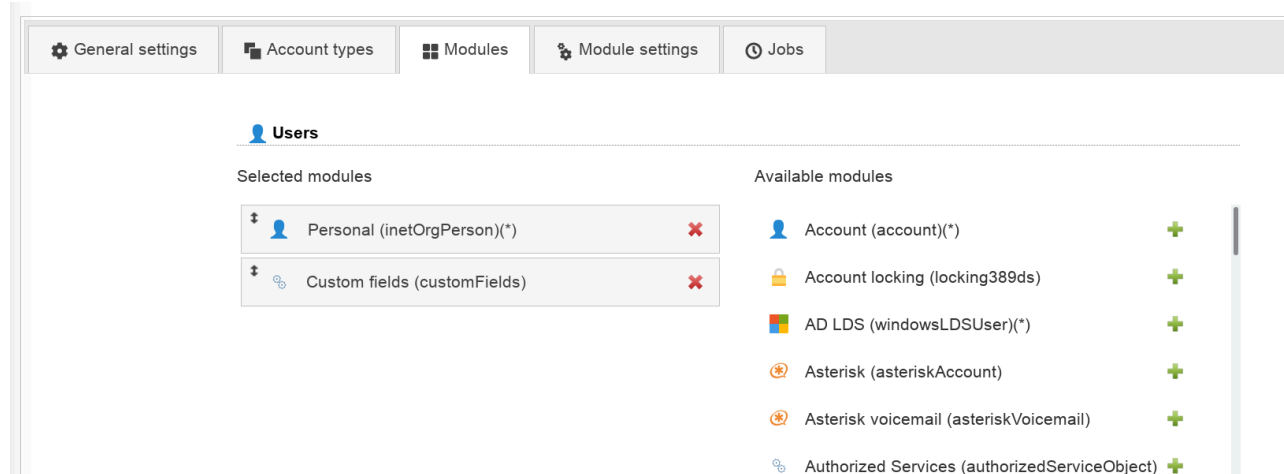 General settings
Account types
Modules
Module settings
Jobs
Users
Selected modules
Available modules
Personal (inetOrgPerson)(*)
Custom fields (customFields)
Account (account)(*)
Account locking (locking389ds)
AD LDS (windowsLDSUser)(*)
Asterisk (asteriskAccount)
Asterisk voicemail (asteriskVoicemail)
Authorized Services (authorizedServiceObject)